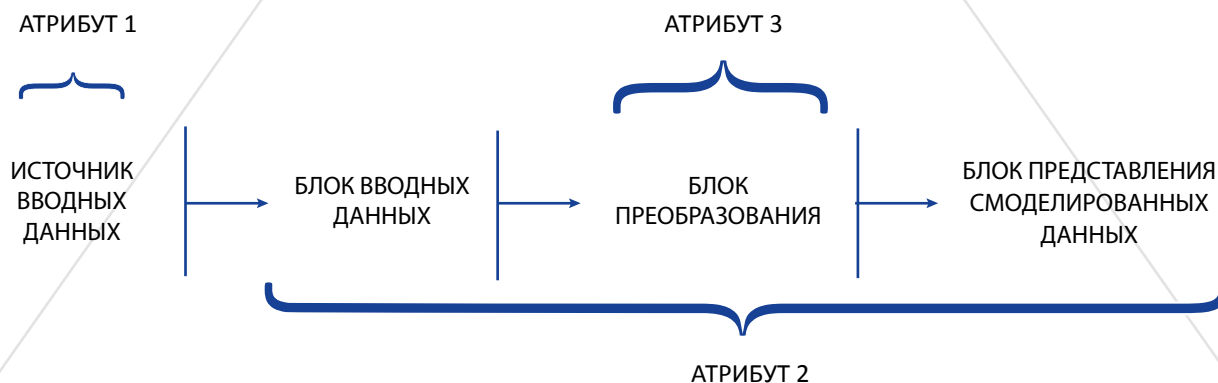 АТРИБУТ 1
АТРИБУТ 3
ИСТОЧНИК
ВВОДНЫХ
ДАННЫХ
БЛОК ВВОДНЫХ
ДАННЫХ
БЛОК
ПРЕОБРАЗОВАНИЯ
БЛОК ПРЕДСТАВЛЕНИЯ
СМОДЕЛИРОВАННЫХ
ДАННЫХ
АТРИБУТ 2